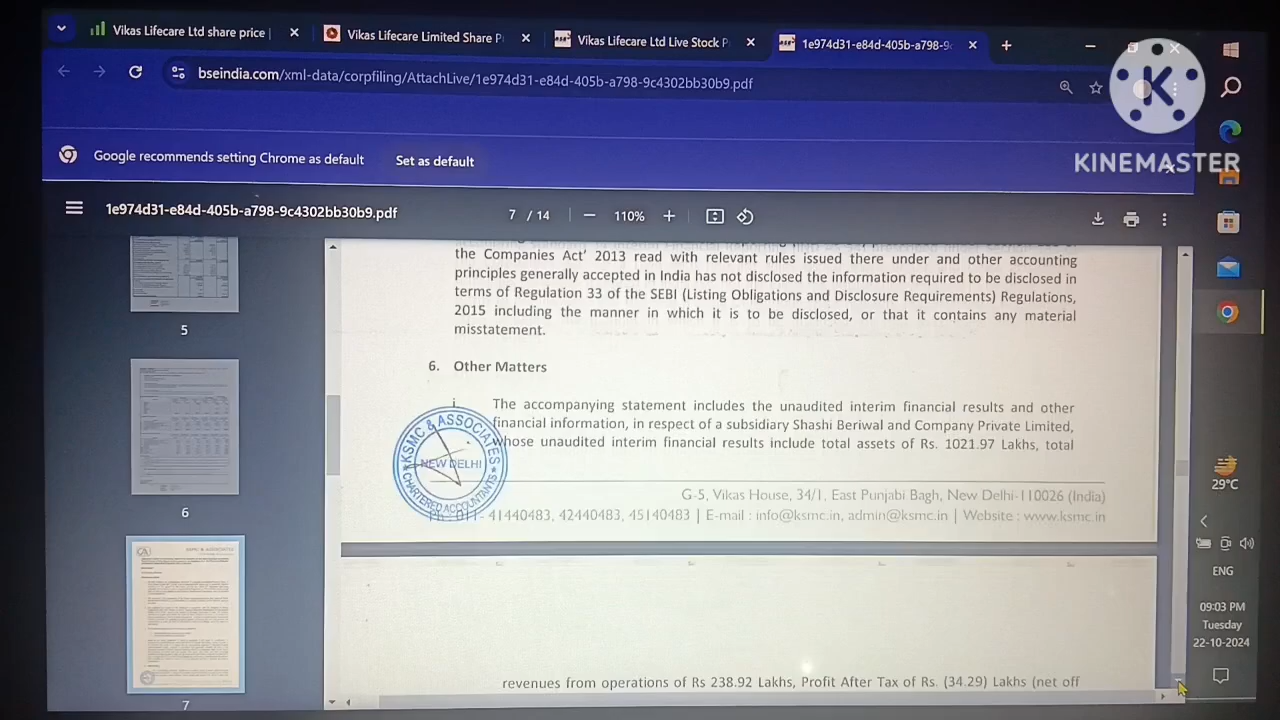 Vikas Lifecare Ltd share price |
Vikas Lifecare Limited Share P
Vikas Lifecare Ltd Live Stock P
1e974d31-e84d-405b-a798-9c
bseindia.com/xml-data/corpfiling/AttachLive/1e974d31-e84d-405b-a798-9c4302bb30b9.pdf
K
KINEMASTER
Google recommends setting Chrome as default
Set as default
1e974d31-e84d-405b-a798-9c4302bb30b9.pdf
7 / 14
110%
the Companies Act' 2013 read with relevant rules issued there under and other accounting
principles generally accepted in India has not disclosed the information required to be disclosed in
terms of Regulation 33 of the SEBI (Listing Obligations and Disclosure Requirements) Regulations,
2015 including the manner in which it is to be disclosed, or that it contains any material
misstatement.
6. Other Matters
i. The accompanying statement includes the unaudited interim financial results and other
financial information, in respect of a subsidiary Shashi Beriwal and Company Private Limited,
whose unaudited interim financial results include total assets of Rs. 1021.97 Lakhs, total
KSMC & ASSOCIATES
NEW DELHI
CHARTERED ACCOUNTANTS
G-5, Vikas House, 34/1, East Punjabi Bagh, New Delhi-110026 (India)
41440483, 42440483, 45140483 | E-mail : info@ksmc.in, admin@ksmc.in | Website : www.ksmc.in
revenues from operations of Rs 238.92 Lakhs, Profit After Tax of Rs. (34.29) Lakhs (net off
5
6
7
29°C
ENG
09:03 PM
Tuesday
22-10-2024